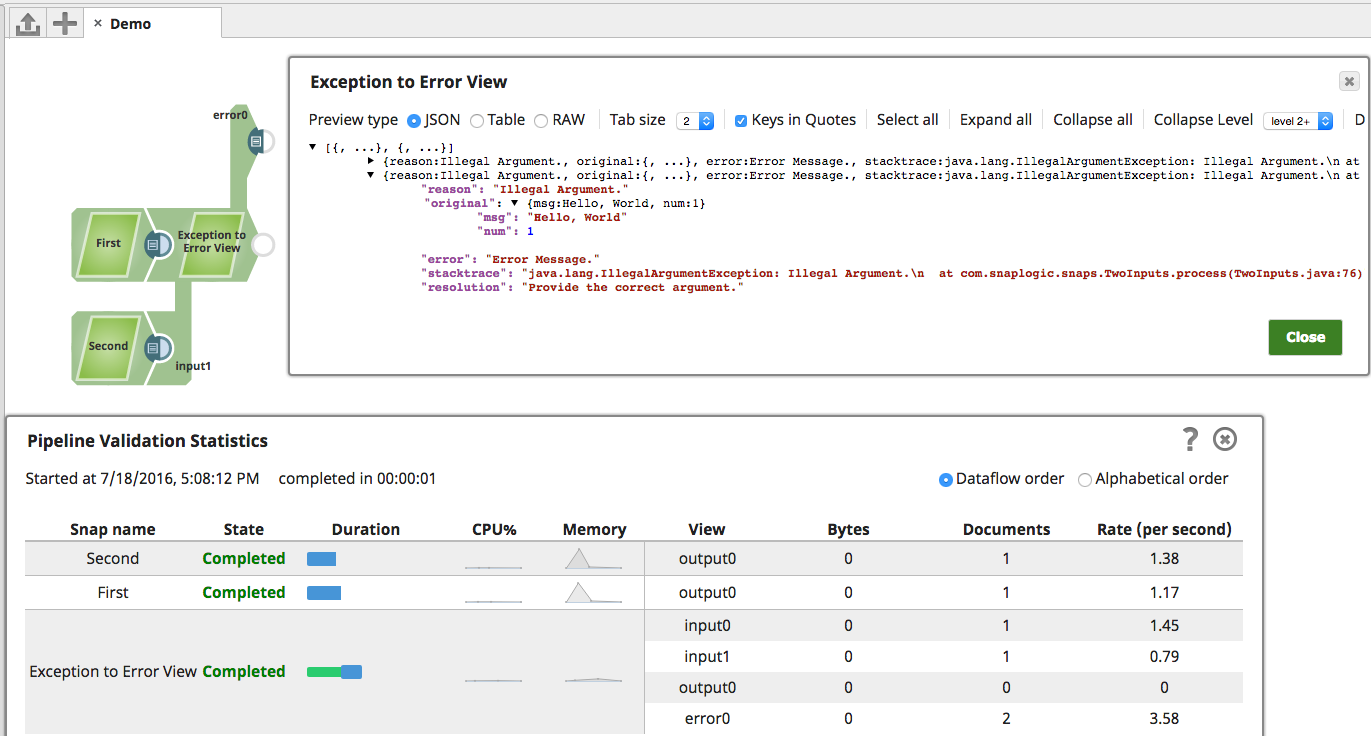 × Demo
error0
First
Exception to
Error View
Second
input1
Exception to Error View
Preview type JSON Table RAW Tab size 2 Keys in Quotes Select all Expand all Collapse all Collapse Level level 2+ D
[{, ...}, {, ...}]
{reason:Illegal Argument., original:{, ...}, error:Error Message., stacktrace:java.lang.IllegalArgumentException: Illegal Argument.\n at
{reason:Illegal Argument., original:{, ...}, error:Error Message., stacktrace:java.lang.IllegalArgumentException: Illegal Argument.\n at
"reason": "Illegal Argument."
"original": {msg:Hello, World, num:1}
"msg": "Hello, World"
"num": 1
"error": "Error Message."
"stacktrace": "java.lang.IllegalArgumentException: Illegal Argument.\n at com.snaplogic.snaps.TwoInputs.process(TwoInputs.java:76)
"resolution": "Provide the correct argument."
Close
Pipeline Validation Statistics ?
Started at 7/18/2016, 5:08:12 PM completed in 00:00:01 Dataflow order Alphabetical order
Snap name State Duration CPU% Memory View Bytes Documents Rate (per second)
Second Completed output0 0 1 1.38
First Completed output0 0 1 1.17
input0 0 1 1.45
input1 0 1 0.79
Exception to Error View Completed
output0 0 0 0
error0 0 2 3.58